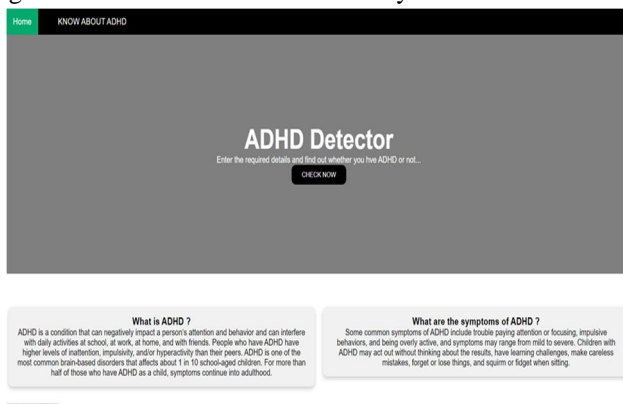 Home KNOW ABOUT ADHD
ADHD Detector
Enter the required details and find out whether you hve ADHD or not...
CHECK NOW
What is ADHD ?
ADHD is a condition that can negatively impact a person's attention and behavior and can interfere
with daily activities at school, at work, at home, and with friends. People who have ADHD have
higher levels of inattention, impulsivity, and/or hyperactivity than their peers. ADHD is one of the
most common brain-based disorders that affects about 1 in 10 school-aged children. For more than
half of those who have ADHD as a child, symptoms continue into adulthood.
What are the symptoms of ADHD ?
Some common symptoms of ADHD include trouble paying attention or focusing, impulsive
behaviors, and being overly active, and symptoms may range from mild to severe. Children with
ADHD may act out without thinking about the results, have learning challenges, make careless
mistakes, forget or lose things, and squirm or fidget when sitting.